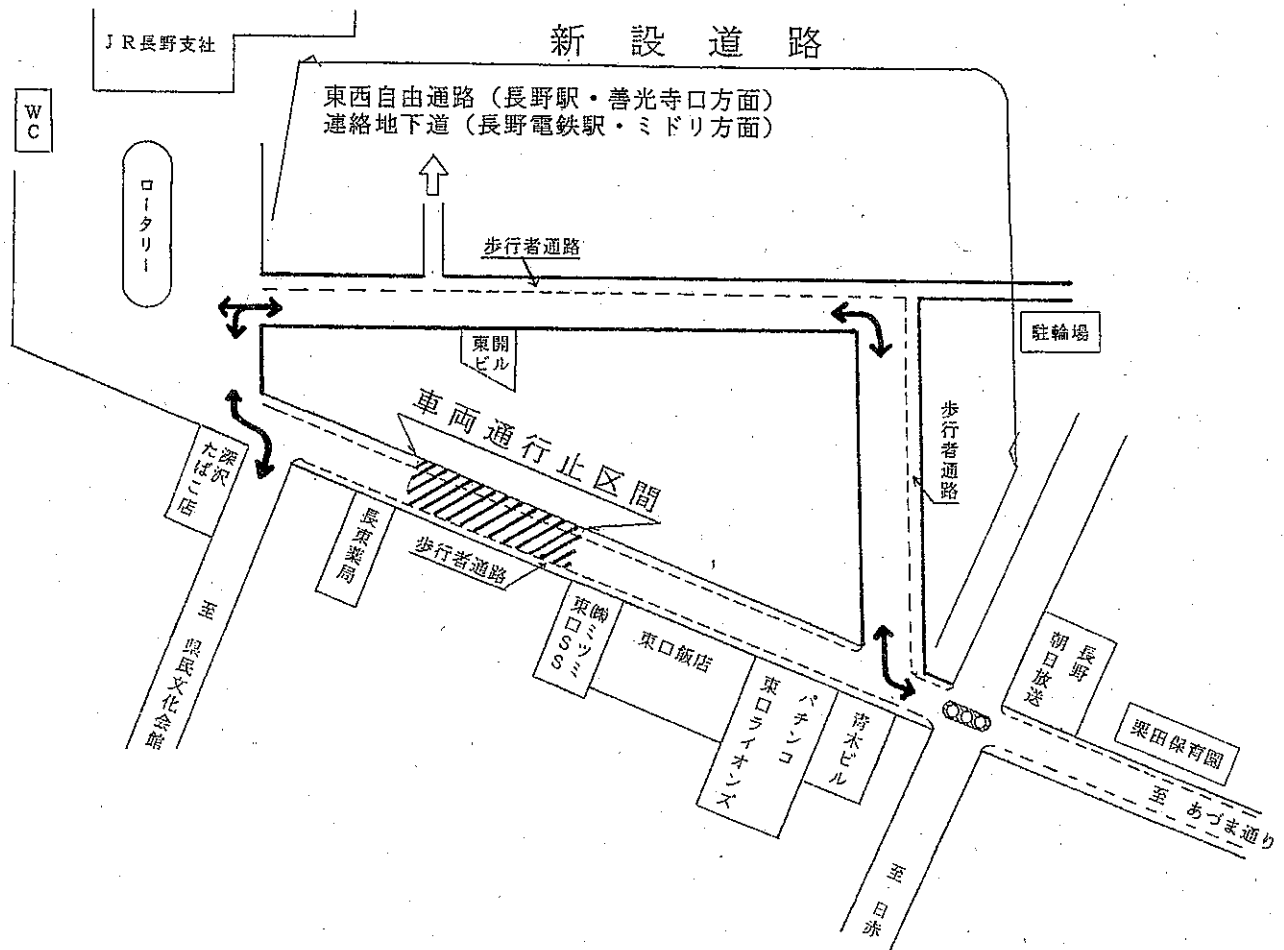 JR長野支社
新設道路
WC
東西自由通路（長野駅・善光寺口方面）
連絡地下道（長野電鉄駅・ミドリ方面）
ロータリー
歩行者通路
東開
ビル
駐輪場
車両通行止区間
歩行者通路
深沢
たばこ店
長東薬局
歩行者通路
至 県民文化会館
㈱ミツミ
東口SS
東口飯店
パチンコ
東口ライオンズ
青木ビル
長野
朝日放送
栗田保育園
至 あづま通り
至 日赤